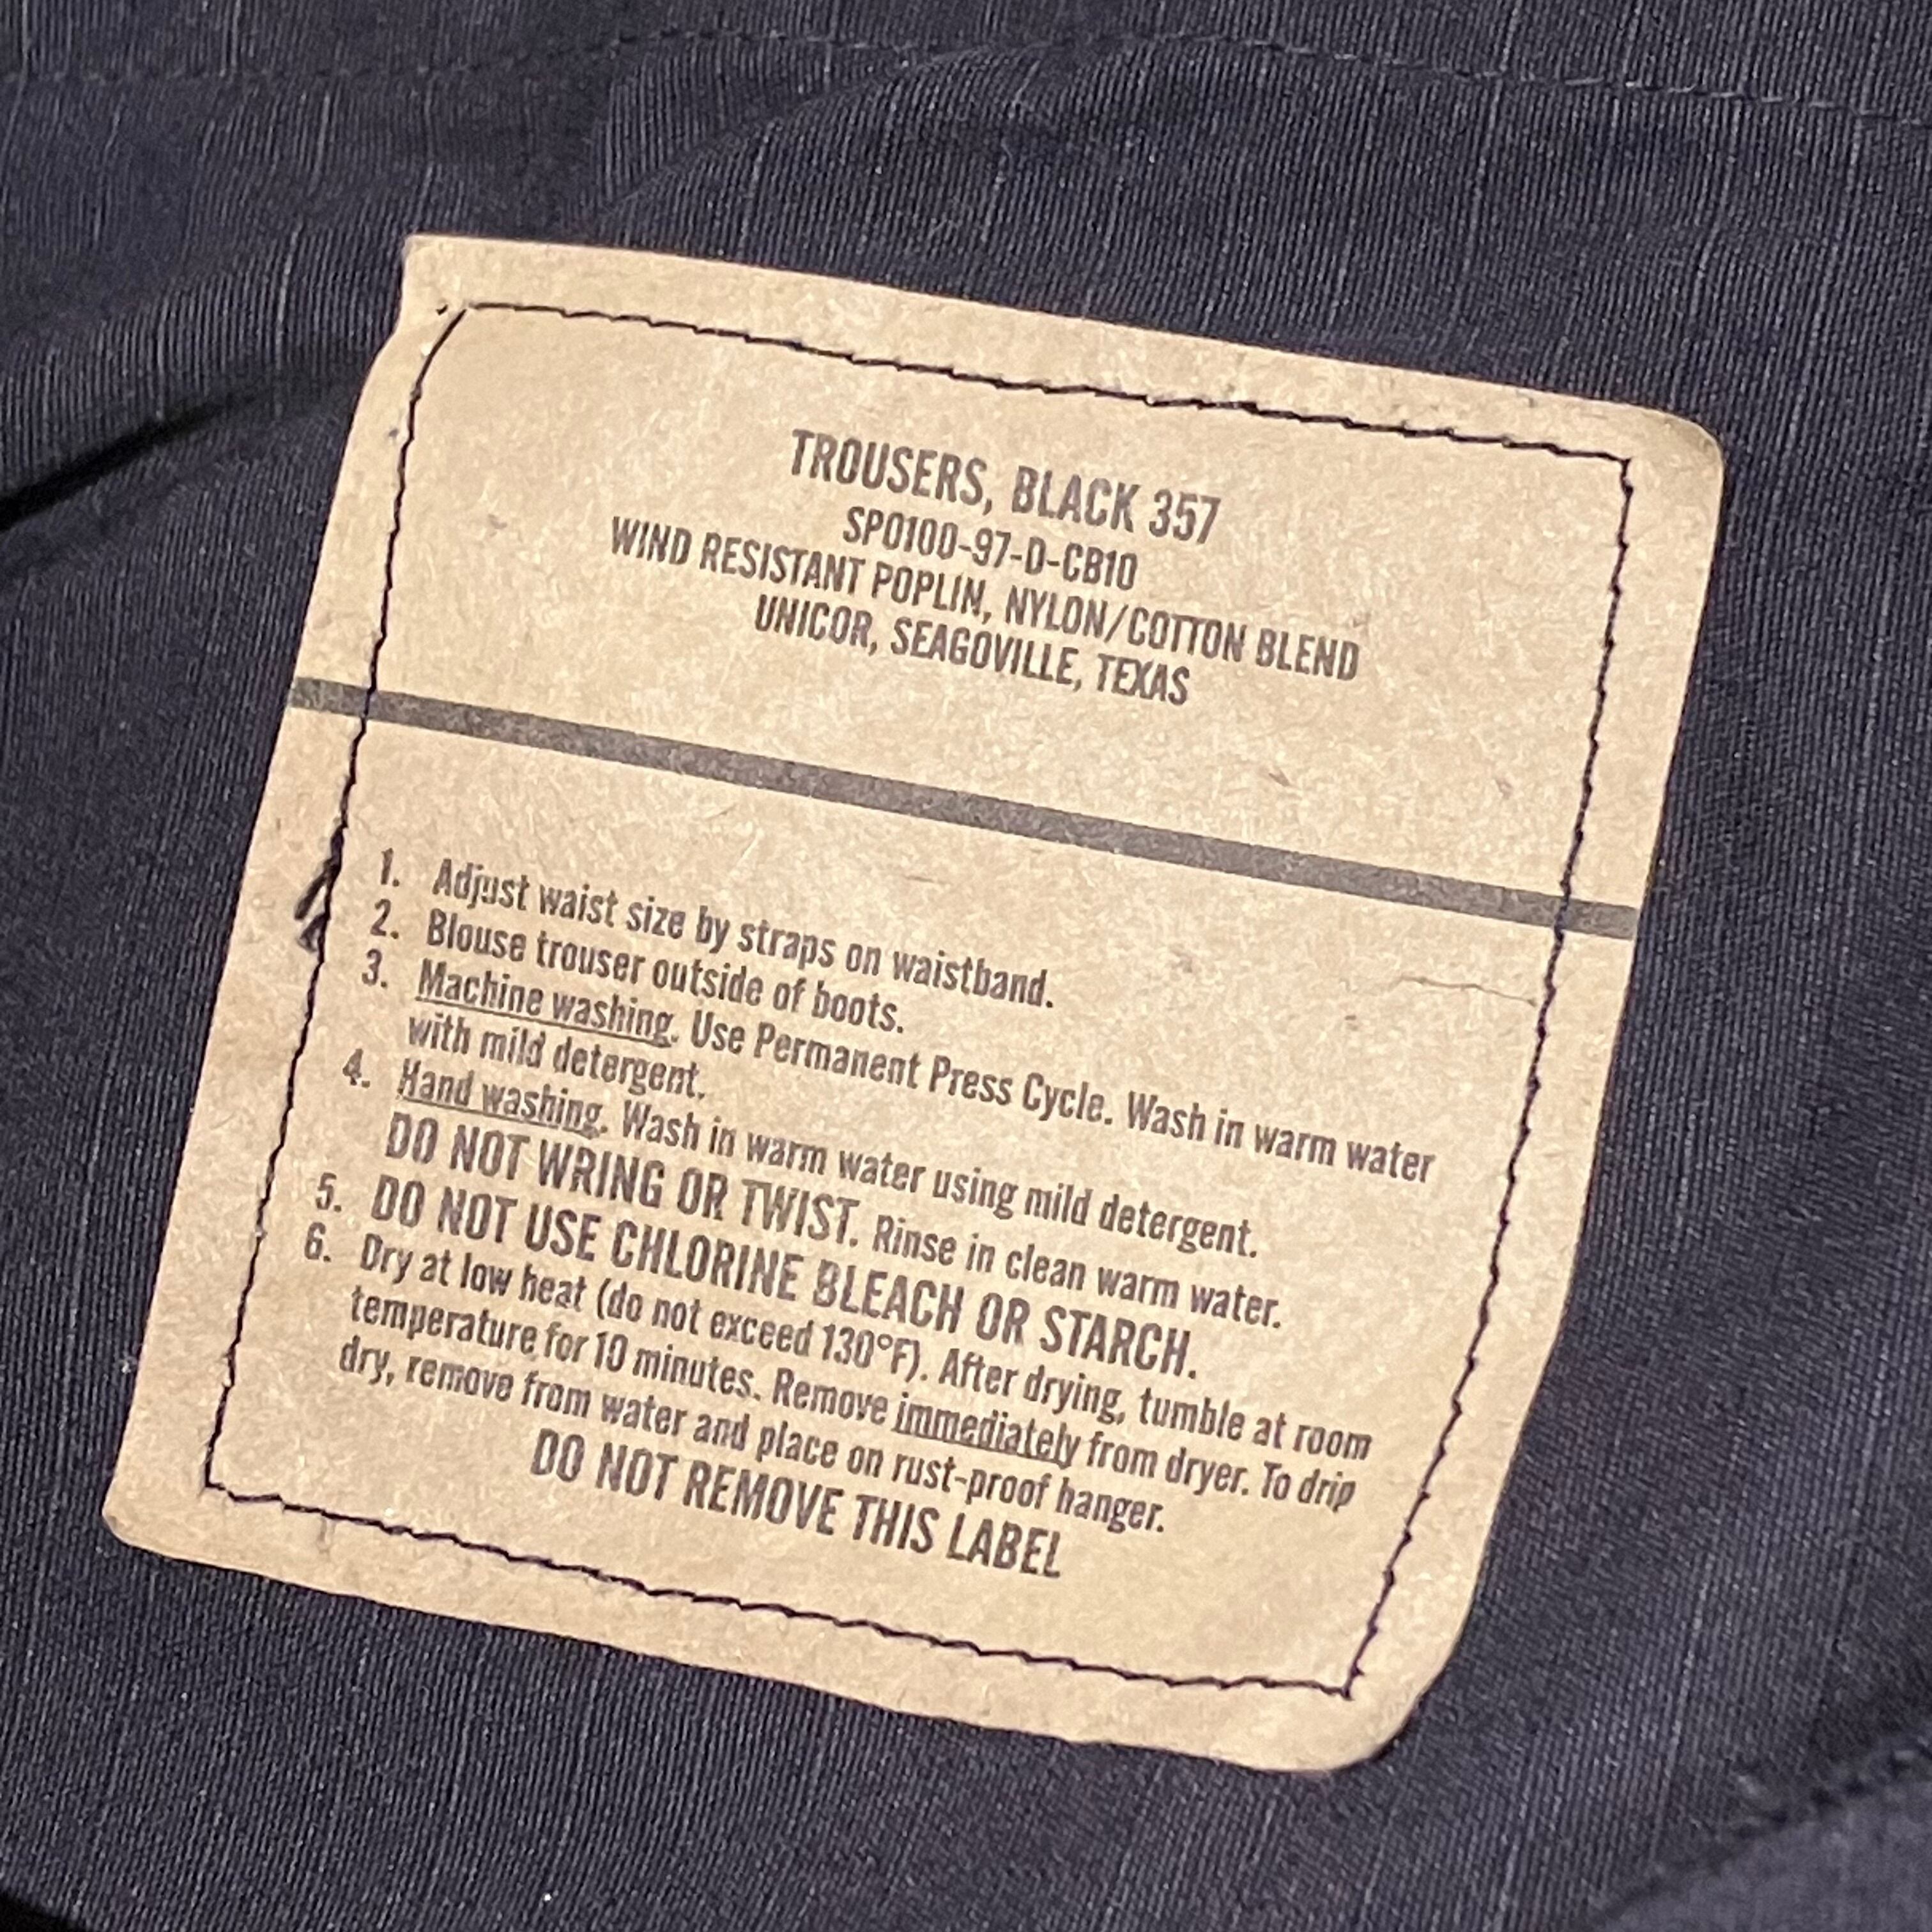 TROUSERS, BLACK 357
SPO100-97-D-CB10
WIND RESISTANT POPLIN, NYLON/COTTON BLEND
UNICOR, SEAGOVILLE, TEXAS
1. Adjust waist size by straps on waistband.
2. Blouse trouser outside of boots.
3. Machine washing. Use Permanent Press Cycle. Wash in warm water
with mild detergent.
4. Hand washing. Wash in warm water using mild detergent.
DO NOT WRING OR TWIST. Rinse in clean warm water.
5. DO NOT USE CHLORINE BLEACH OR STARCH.
6. Dry at low heat (do not exceed 130°F). After drying, tumble at room
temperature for 10 minutes. Remove immediately from dryer. To drip
dry, remove from water and place on rust-proof hanger.
DO NOT REMOVE THIS LABEL